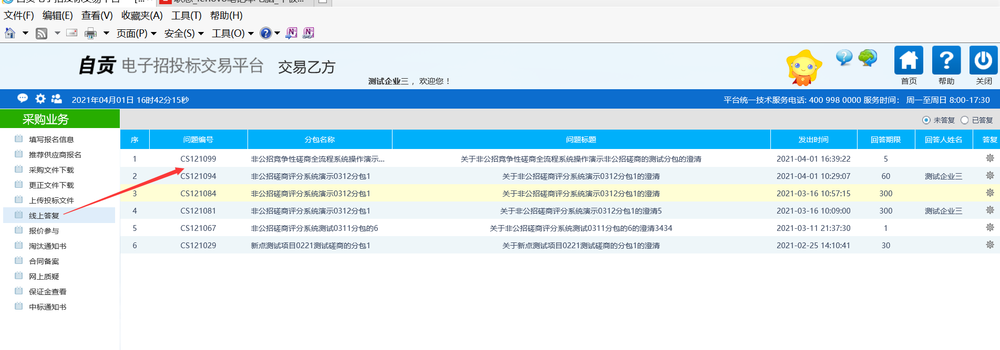 文件(F) 编辑(E) 查看(V) 收藏夹(A) 工具(T) 帮助(H)
页面(P) 安全(S) 工具(O)
自贡 电子招投标交易平台 交易乙方
测试企业三 ，欢迎您！
首页 帮助 关闭
2021年04月01日 16时42分15秒
平台统一技术服务电话: 400 998 0000 服务时间： 周一至周日 8:00-17:30
采购业务
未答复 已答复
填写报名信息
推荐供应商报名
采购文件下载
更正文件下载
上传投标文件
线上答复
报价参与
淘汰通知书
合同备案
网上质疑
保证金查看
中标通知书
序 问题编号 分包名称 问题标题 发出时间 回答期限 回答人姓名 答复
1 CS121099 非公招竞争性磋商全流程系统操作演示... 关于非公招竞争性磋商全流程系统操作演示非公招磋商的测试分包的澄清 2021-04-01 16:39:22 5
2 CS121094 非公招磋商评分系统演示0312分包1 关于非公招磋商评分系统演示0312分包1的澄清 2021-04-01 10:29:07 60 测试企业三
3 CS121084 非公招磋商评分系统演示0312分包1 关于非公招磋商评分系统演示0312分包1的澄清 2021-03-16 10:57:15 300
4 CS121081 非公招磋商评分系统演示0312分包1 关于非公招磋商评分系统演示0312分包1的澄清5 2021-03-16 10:09:00 300 测试企业三
5 CS121067 非公招磋商评分系统测试0311分包的6 关于非公招磋商评分系统测试0311分包的6的澄清3434 2021-03-11 21:37:30 1
6 CS121029 新点测试项目0221测试磋商的分包1 关于新点测试项目0221测试磋商的分包1的澄清 2021-02-25 14:10:41 30